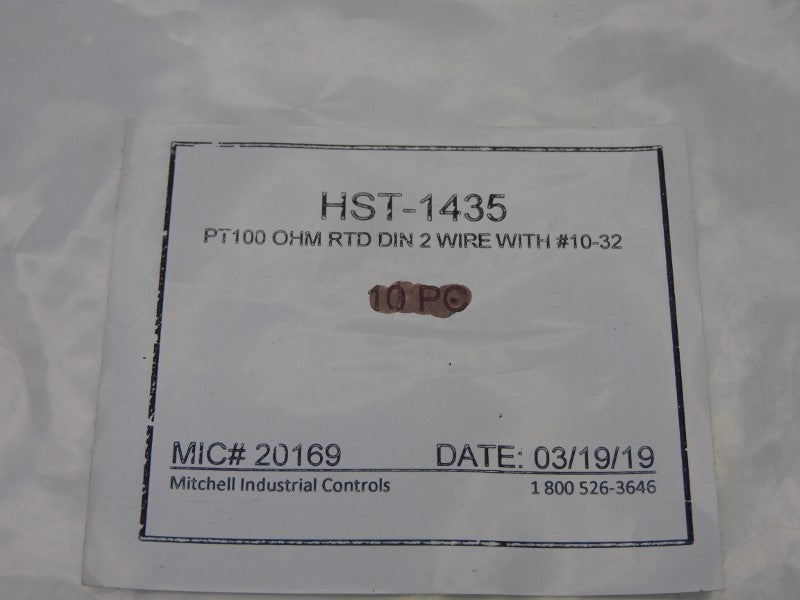 HST-1435
PT100 OHM RTD DIN 2 WIRE WITH #10-32
10 PC
MIC# 20169 DATE: 03/19/19
Mitchell Industrial Controls 1 800 526-3646